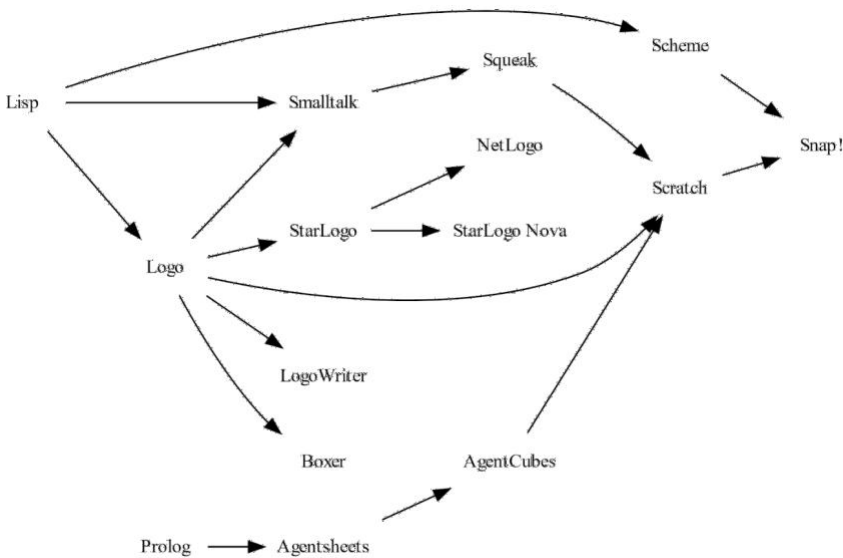 Scheme
Squeak
Lisp
Smalltalk
NetLogo
Snap!
Scratch
StarLogo
StarLogo Nova
Logo
LogoWriter
Boxer
AgentCubes
Prolog
Agentsheets